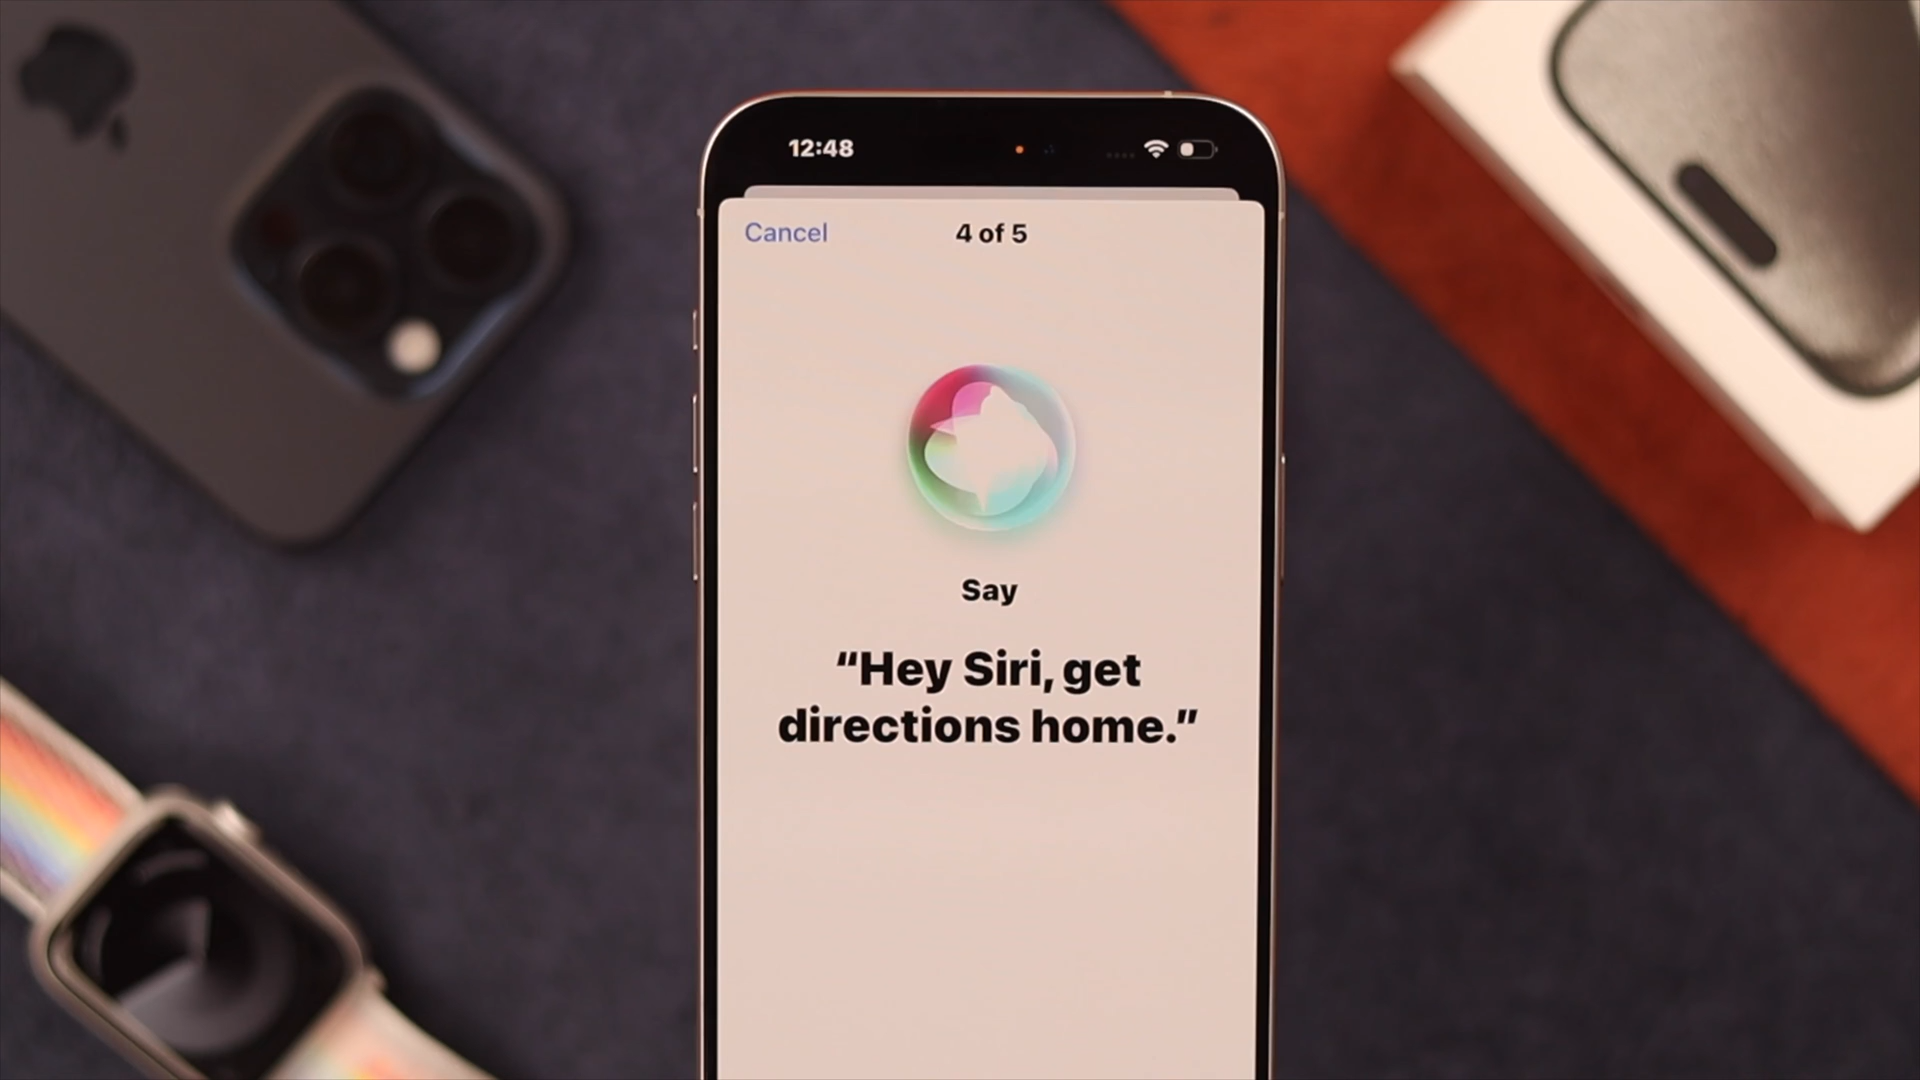 12:48
Cancel
4 of 5
Say
“Hey Siri, get
directions home.”